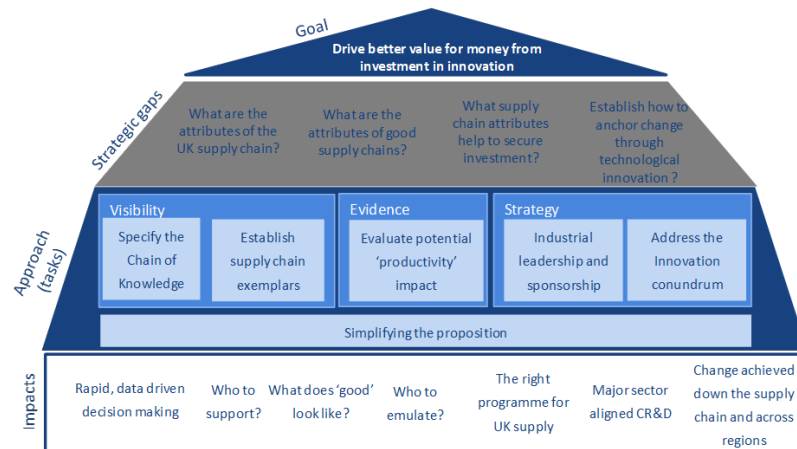 Goal
Drive better value for money from
investment in innovation
Strategic gaps
What are the
attributes of the
UK supply chain?
What are the
attributes of good
supply chains?
What supply
chain attributes
help to secure
investment?
Establish how to
anchor change
through
technological
innovation ?
Approach
(tasks)
Visibility
Specify the
Chain of
Knowledge
Establish
supply chain
exemplars
Evidence
Evaluate potential
‘productivity’
impact
Strategy
Industrial
leadership and
sponsorship
Address the
Innovation
conundrum
Simplifying the proposition
Impacts
Rapid, data driven
decision making
Who to
support?
What does ‘good’
look like?
Who to
emulate?
The right
programme for
UK supply
Major sector
aligned CR&D
Change achieved
down the supply
chain and across
regions